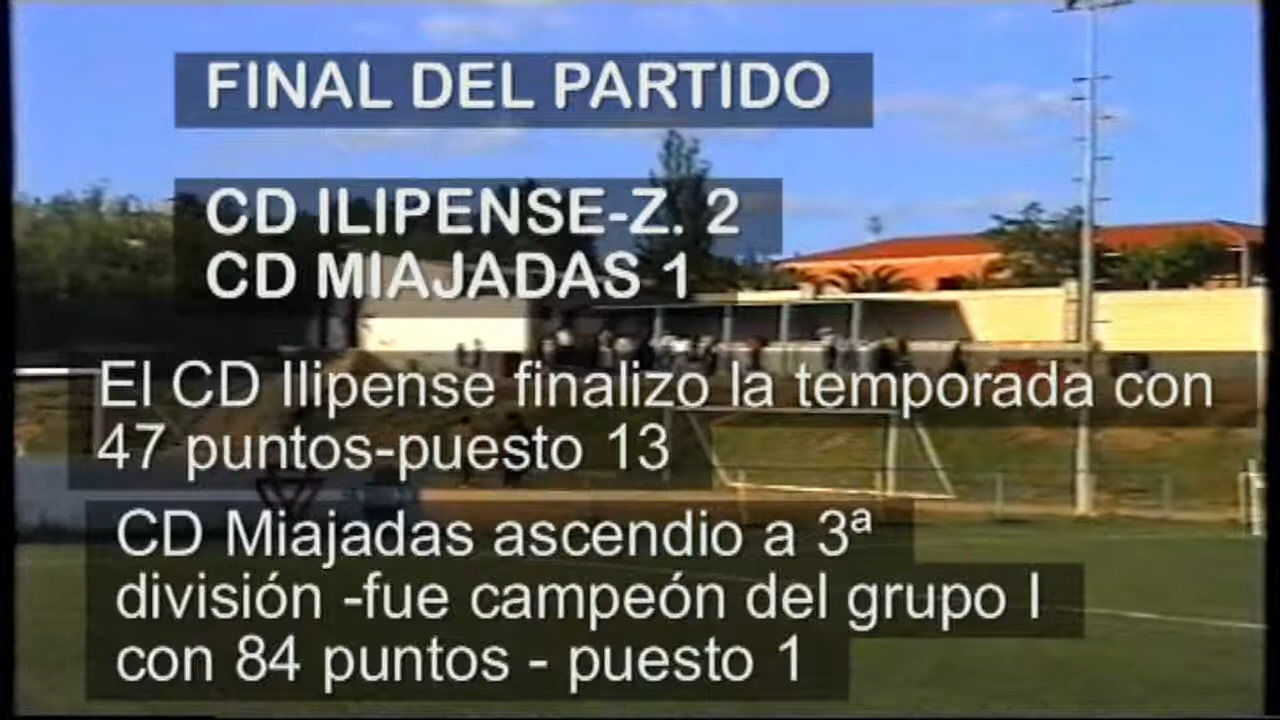 FINAL DEL PARTIDO
CD ILIPENSE-Z. 2
CD MIAJADAS 1
El CD Ilipense finalizo la temporada con
47 puntos-puesto 13
CD Miajadas ascendio a 3ª
división -fue campeón del grupo I
con 84 puntos - puesto 1